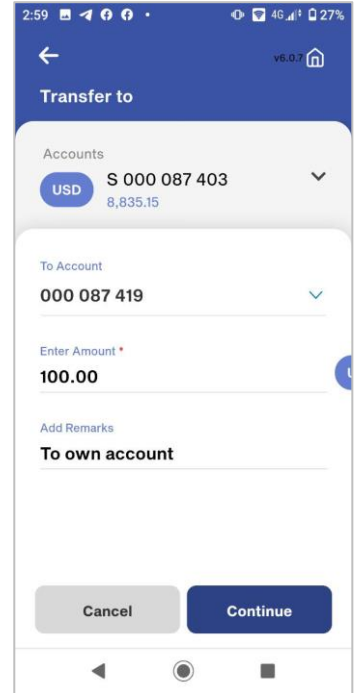 2:59 4G 27%
v6.0.7
Transfer to
Accounts
USD S 000 087 403
8,835.15
To Account
000 087 419
Enter Amount *
100.00
Add Remarks
To own account
Cancel Continue